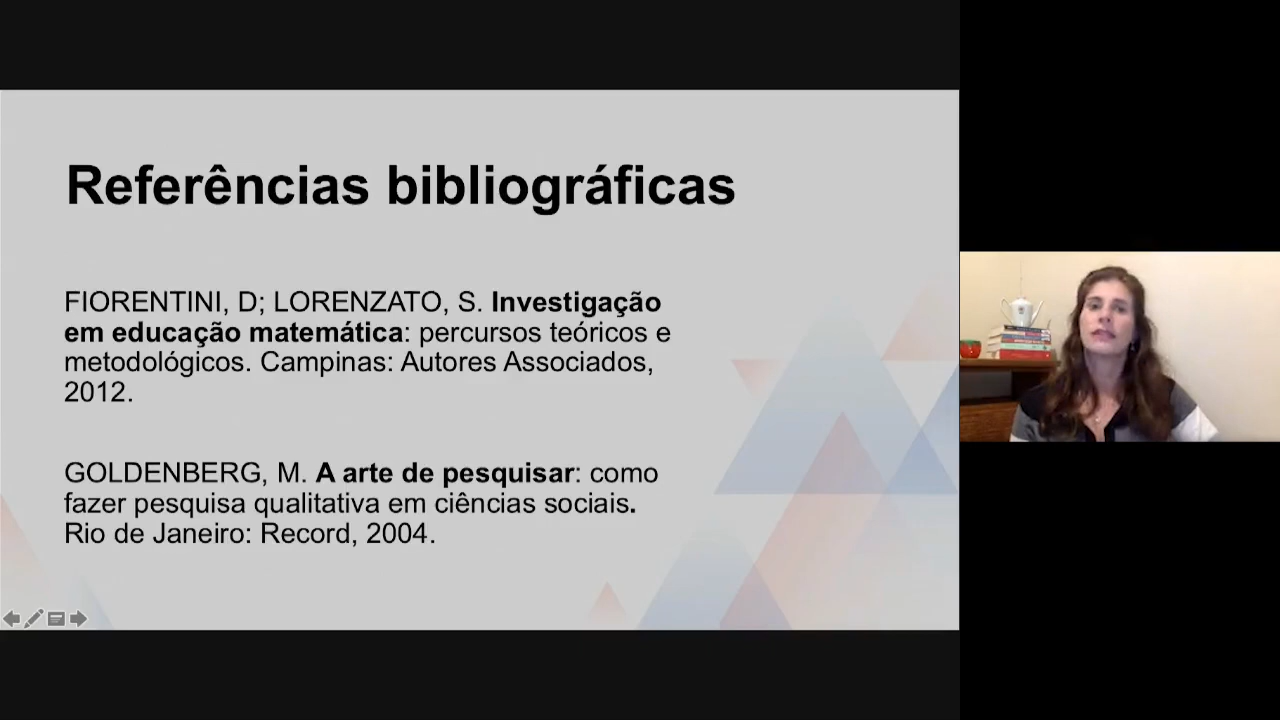 Referências bibliográficas
FIORENTINI, D; LORENZATO, S. Investigação
em educação matemática: percursos teóricos e
metodológicos. Campinas: Autores Associados,
2012.
GOLDENBERG, M. A arte de pesquisar: como
fazer pesquisa qualitativa em ciências sociais.
Rio de Janeiro: Record, 2004.